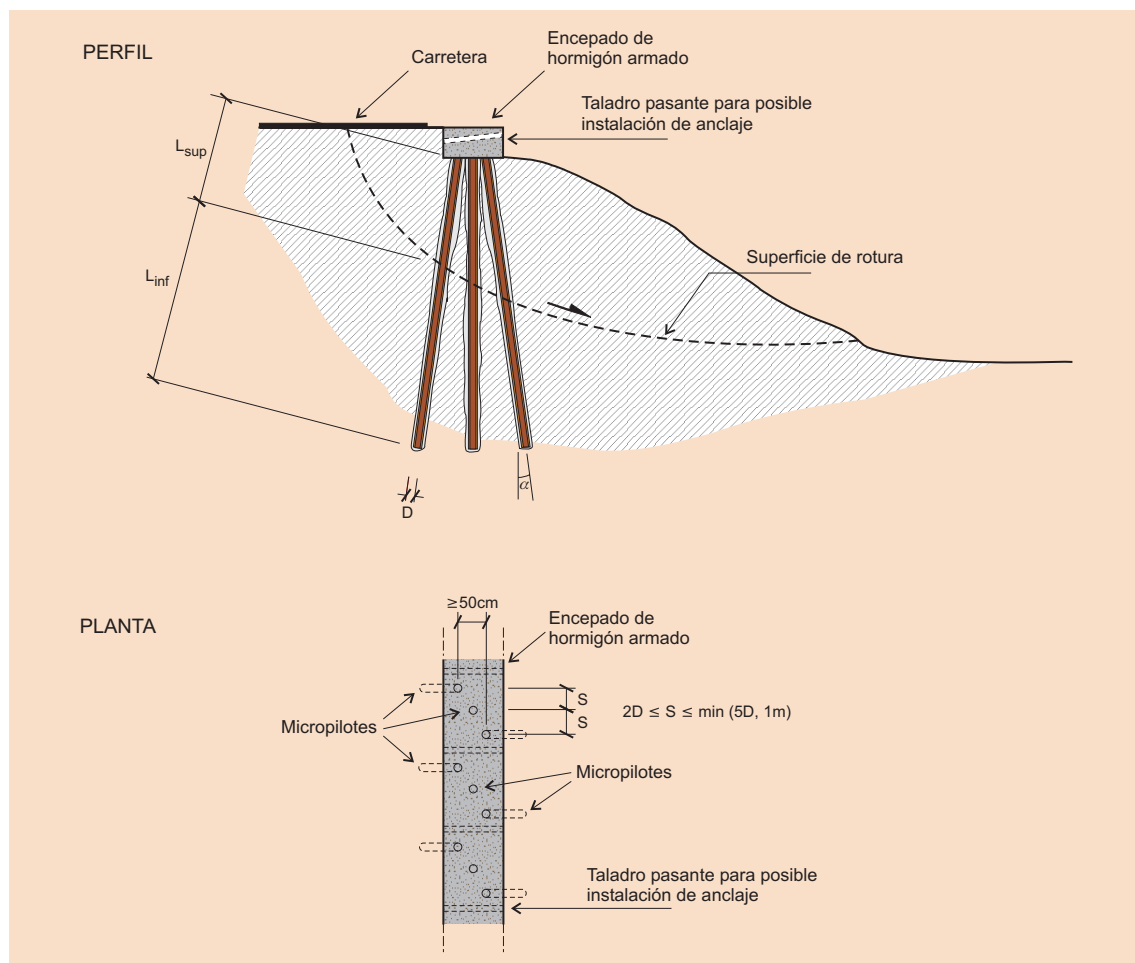 PERFIL
Carretera
Encepado de
hormigón armado
Taladro pasante para posible
instalación de anclaje
Lsup
Linf
Superficie de rotura
α
D
PLANTA
≥50cm
Encepado de
hormigón armado
S
S
2D ≤ S ≤ min (5D, 1m)
Micropilotes
Micropilotes
Taladro pasante para posible
instalación de anclaje